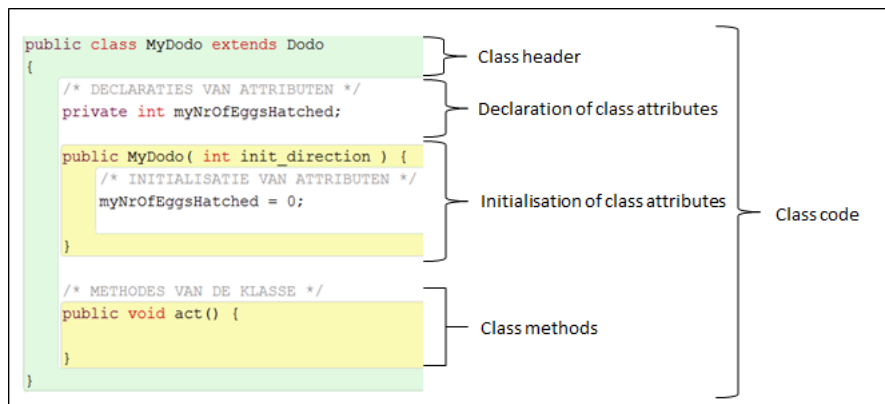 public class MyDodo extends Dodo
{
/* DECLARATIES VAN ATTRIBUTEN */
private int myNrOfEggsHatched;
public MyDodo( int init_direction ) {
/* INITIALISATIE VAN ATTRIBUTEN */
myNrOfEggsHatched = 0;
}
/* METHODES VAN DE KLASSE */
public void act() {
}
}
Class header
Declaration of class attributes
Initialisation of class attributes
Class methods
Class code